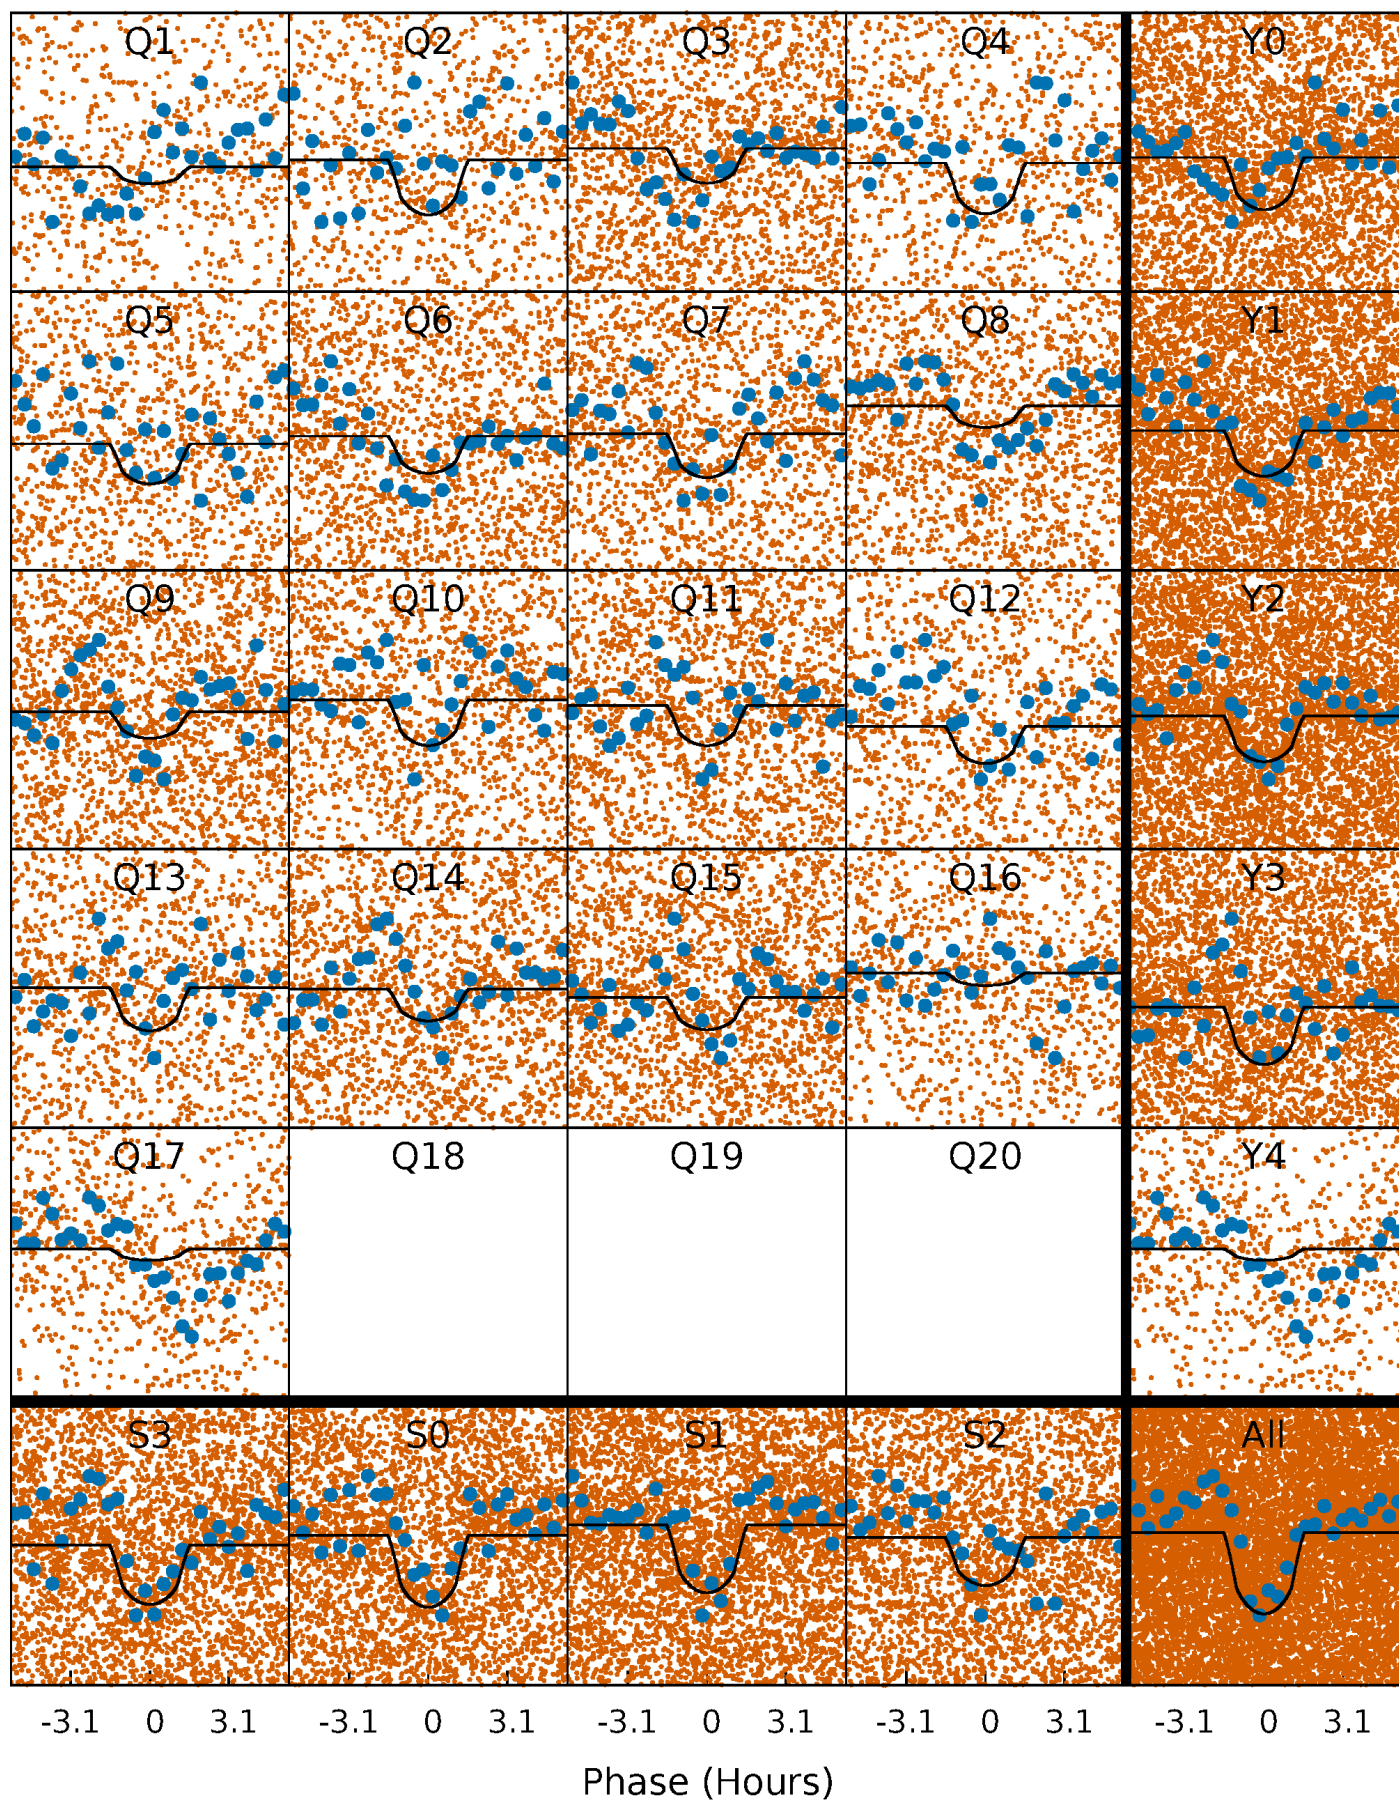 Q1 Q2 Q3 Q4 Y0
Q5 Q6 Q7 Q8 Y1
Q9 Q10 Q11 Q12 Y2
Q13 Q14 Q15 Q16 Y3
Q17 Q18 Q19 Q20 Y4
S3 S0 S1 S2 All
-3.1 0 3.1 -3.1 0 3.1 -3.1 0 3.1 -3.1 0 3.1 -3.1 0 3.1
Phase (Hours)